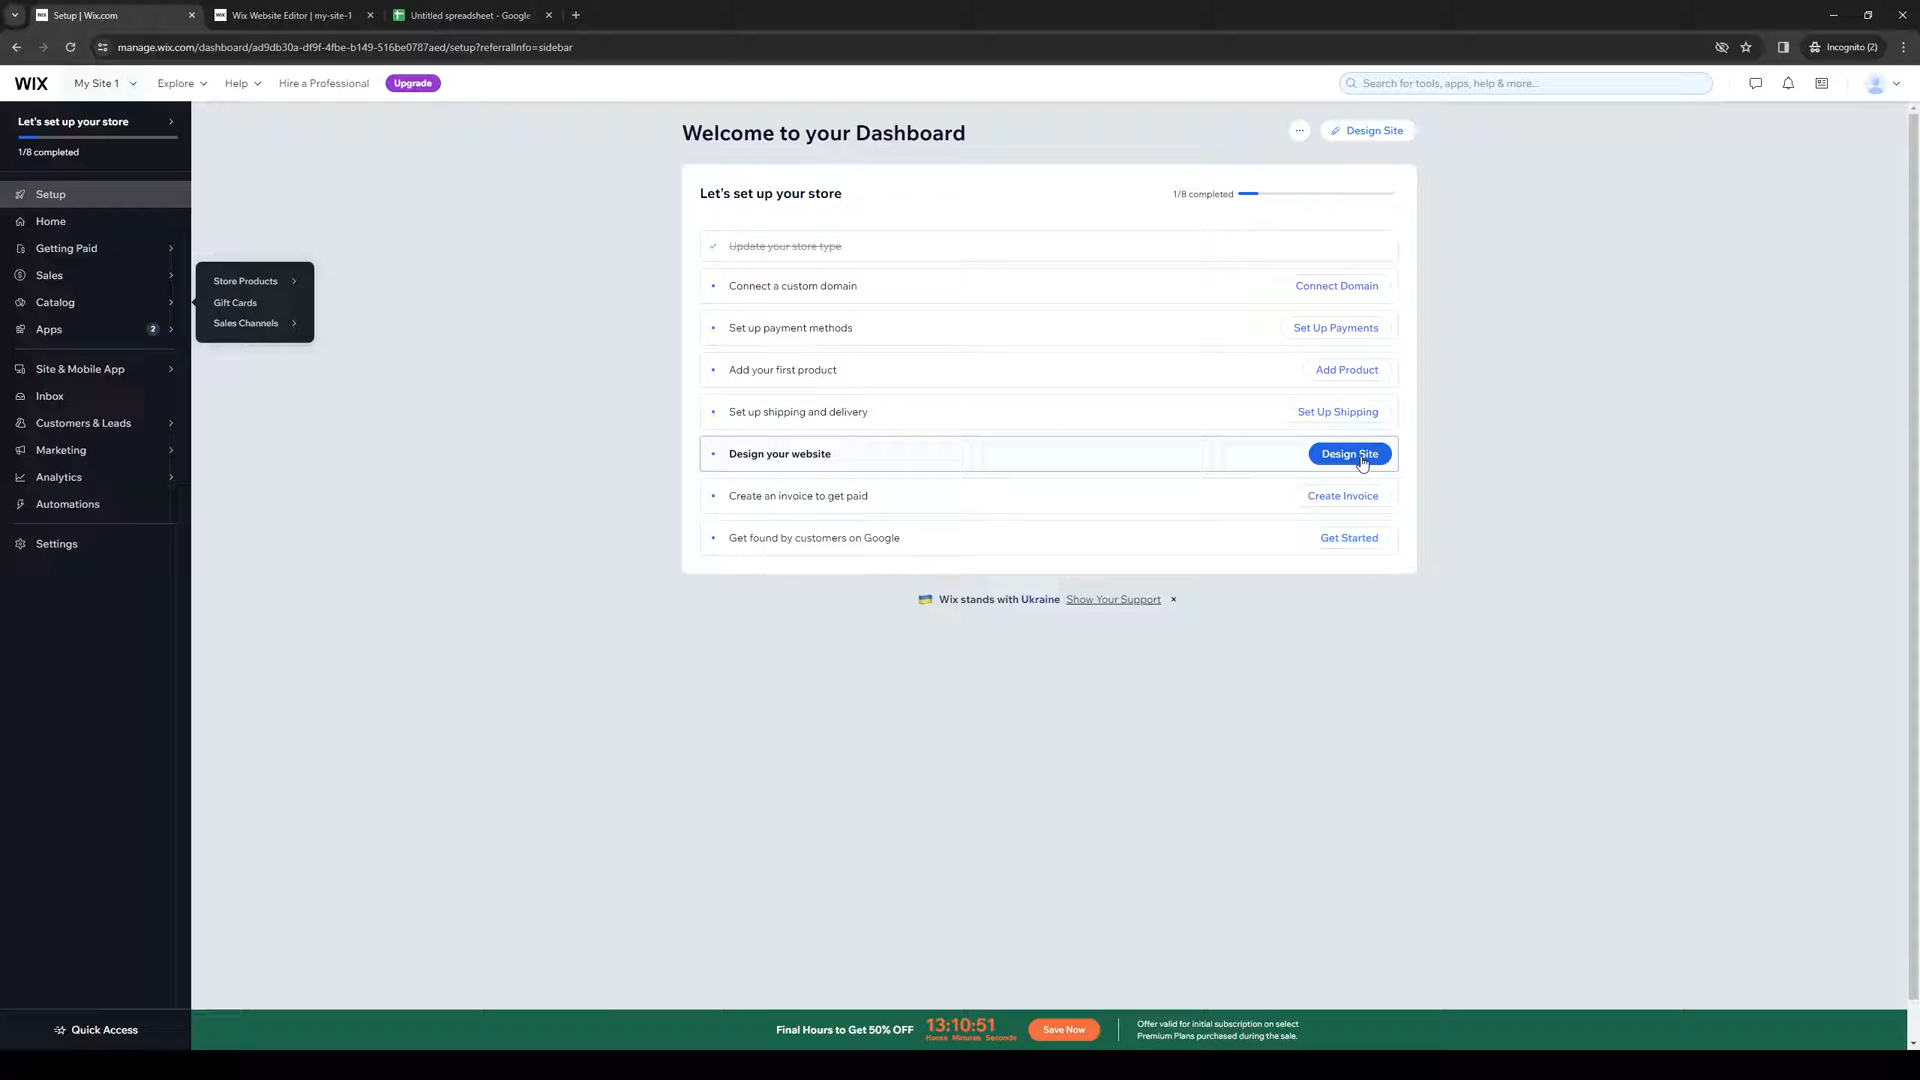 Setup | Wix.com
Wix Website Editor | my-site-1
Untitled spreadsheet - Google
manage.wix.com/dashboard/ad9db30a-df9f-4fbe-b149-516be0787aed/setup?referralInfo=sidebar
Incognito (2)
WIX
My Site 1
Explore
Help
Hire a Professional
Upgrade
Search for tools, apps, help & more...
Let's set up your store
1/8 completed
Setup
Home
Getting Paid
Sales
Catalog
Apps
2
Site & Mobile App
Inbox
Customers & Leads
Marketing
Analytics
Automations
Settings
Quick Access
Store Products
Gift Cards
Sales Channels
Welcome to your Dashboard
Design Site
Let's set up your store
1/8 completed
Update your store type
Connect a custom domain
Connect Domain
Set up payment methods
Set Up Payments
Add your first product
Add Product
Set up shipping and delivery
Set Up Shipping
Design your website
Design Site
Create an invoice to get paid
Create Invoice
Get found by customers on Google
Get Started
Wix stands with Ukraine Show Your Support
Final Hours to Get 50% OFF
13:10:51
Hours Minutes Seconds
Save Now
Offer valid for initial subscription on select
Premium Plans purchased during the sale.